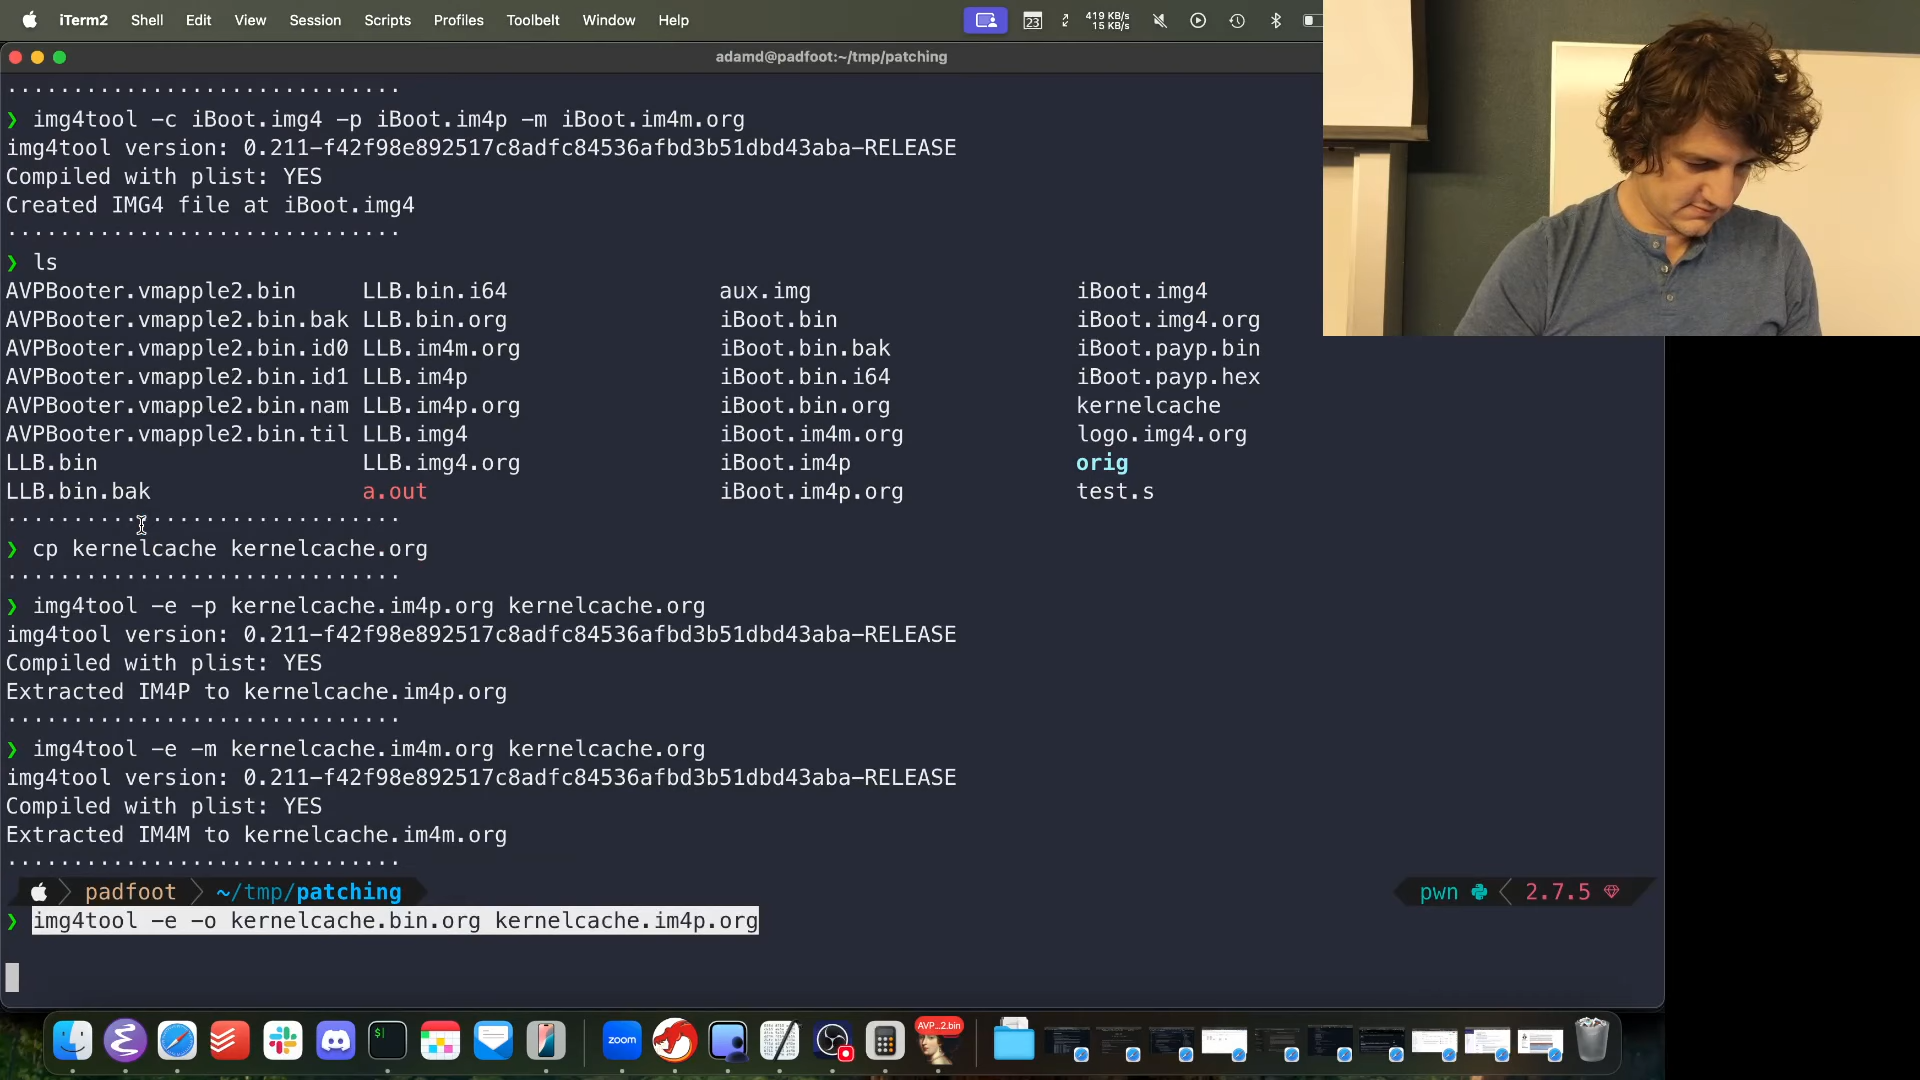 iTerm2 Shell Edit View Session Scripts Profiles Toolbelt Window Help 23 419 KB/s
15 KB/s
adamd@padfoot:~/tmp/patching
❯ img4tool -c iBoot.img4 -p iBoot.im4p -m iBoot.im4m.org
img4tool version: 0.211-f42f98e892517c8adfc84536afbd3b51dbd43aba-RELEASE
Compiled with plist: YES
Created IMG4 file at iBoot.img4
❯ ls
AVPBooter.vmapple2.bin LLB.bin.i64 aux.img iBoot.img4
AVPBooter.vmapple2.bin.bak LLB.bin.org iBoot.bin iBoot.img4.org
AVPBooter.vmapple2.bin.id0 LLB.im4m.org iBoot.bin.bak iBoot.payp.bin
AVPBooter.vmapple2.bin.id1 LLB.im4p iBoot.bin.i64 iBoot.payp.hex
AVPBooter.vmapple2.bin.nam LLB.im4p.org iBoot.bin.org kernelcache
AVPBooter.vmapple2.bin.til LLB.img4 iBoot.im4m.org logo.img4.org
LLB.bin LLB.img4.org iBoot.im4p orig
LLB.bin.bak a.out iBoot.im4p.org test.s
❯ cp kernelcache kernelcache.org
❯ img4tool -e -p kernelcache.im4p.org kernelcache.org
img4tool version: 0.211-f42f98e892517c8adfc84536afbd3b51dbd43aba-RELEASE
Compiled with plist: YES
Extracted IM4P to kernelcache.im4p.org
❯ img4tool -e -m kernelcache.im4m.org kernelcache.org
img4tool version: 0.211-f42f98e892517c8adfc84536afbd3b51dbd43aba-RELEASE
Compiled with plist: YES
Extracted IM4M to kernelcache.im4m.org
padfoot ~/tmp/patching pwn 2.7.5
❯ img4tool -e -o kernelcache.bin.org kernelcache.im4p.org
zoom
AVP...2.bin